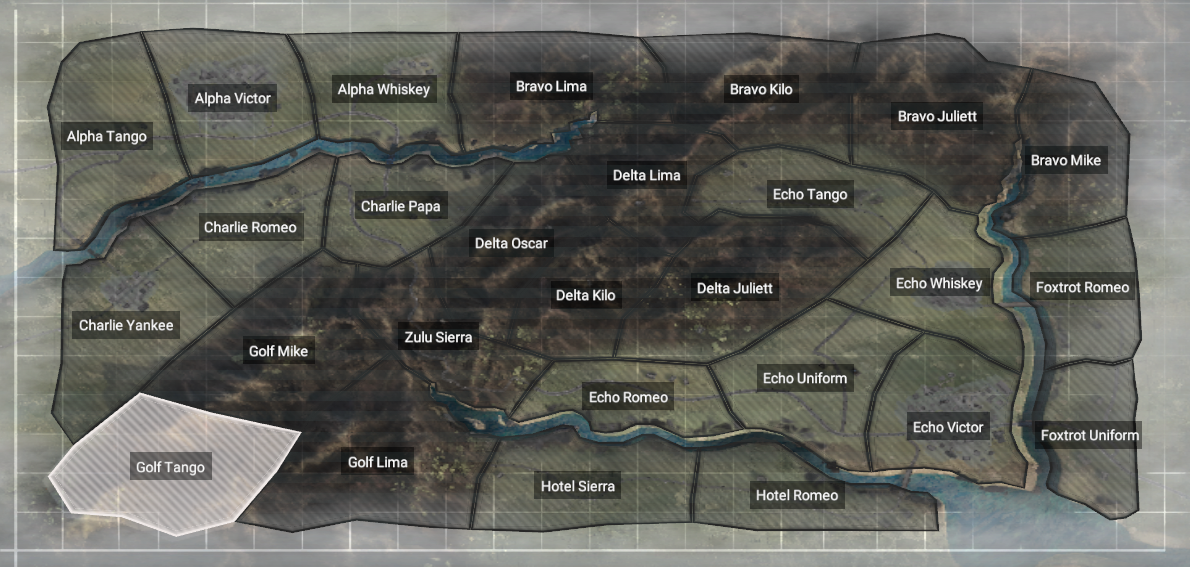 Bravo Lima
Alpha Whiskey
Bravo Kilo
Alpha Victor
Bravo Juliett
Alpha Tango
Bravo Mike
Delta Lima
Echo Tango
Charlie Papa
Charlie Romeo
Delta Oscar
Echo Whiskey
Foxtrot Romeo
Delta Juliett
Delta Kilo
Charlie Yankee
Zulu Sierra
Golf Mike
Echo Uniform
Echo Romeo
Echo Victor
Foxtrot Uniform
Golf Lima
Golf Tango
Hotel Sierra
Hotel Romeo